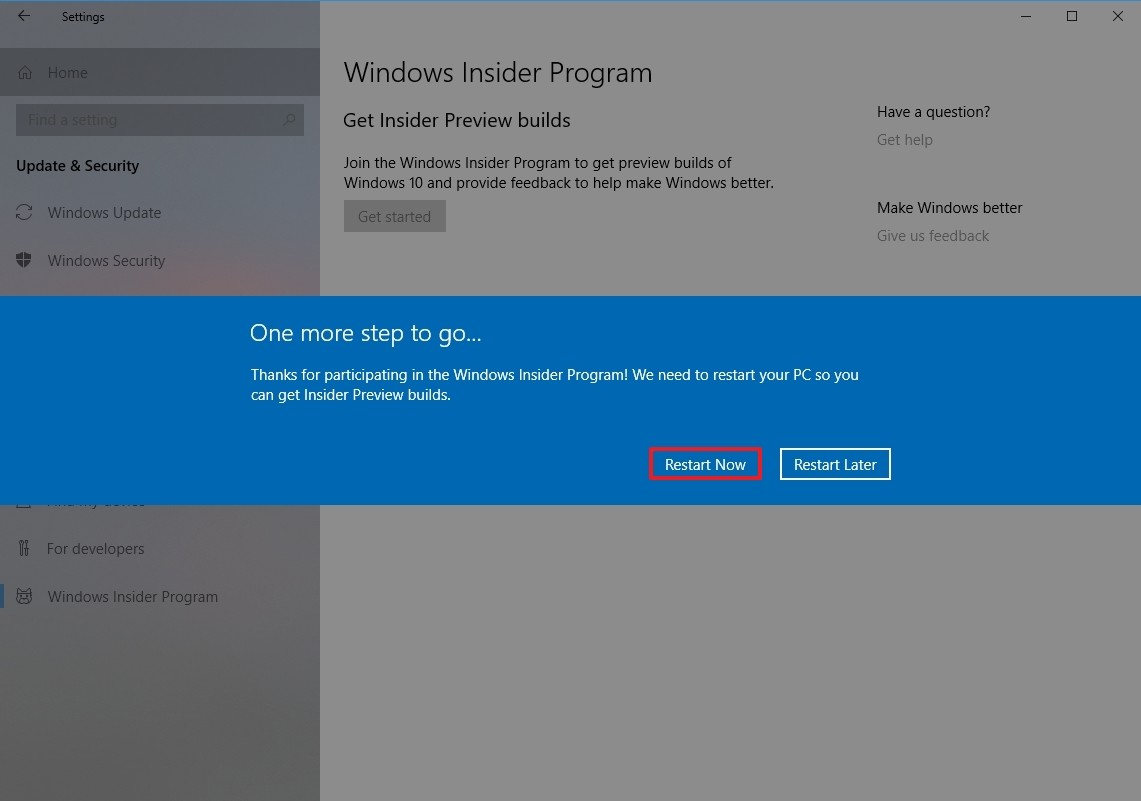 Settings
Home
Find a setting
Update & Security
Windows Update
Windows Security
For developers
Windows Insider Program
Windows Insider Program
Get Insider Preview builds
Join the Windows Insider Program to get preview builds of
Windows 10 and provide feedback to help make Windows better.
Get started
Have a question?
Get help
Make Windows better
Give us feedback
One more step to go...
Thanks for participating in the Windows Insider Program! We need to restart your PC so you
can get Insider Preview builds.
Restart Now
Restart Later